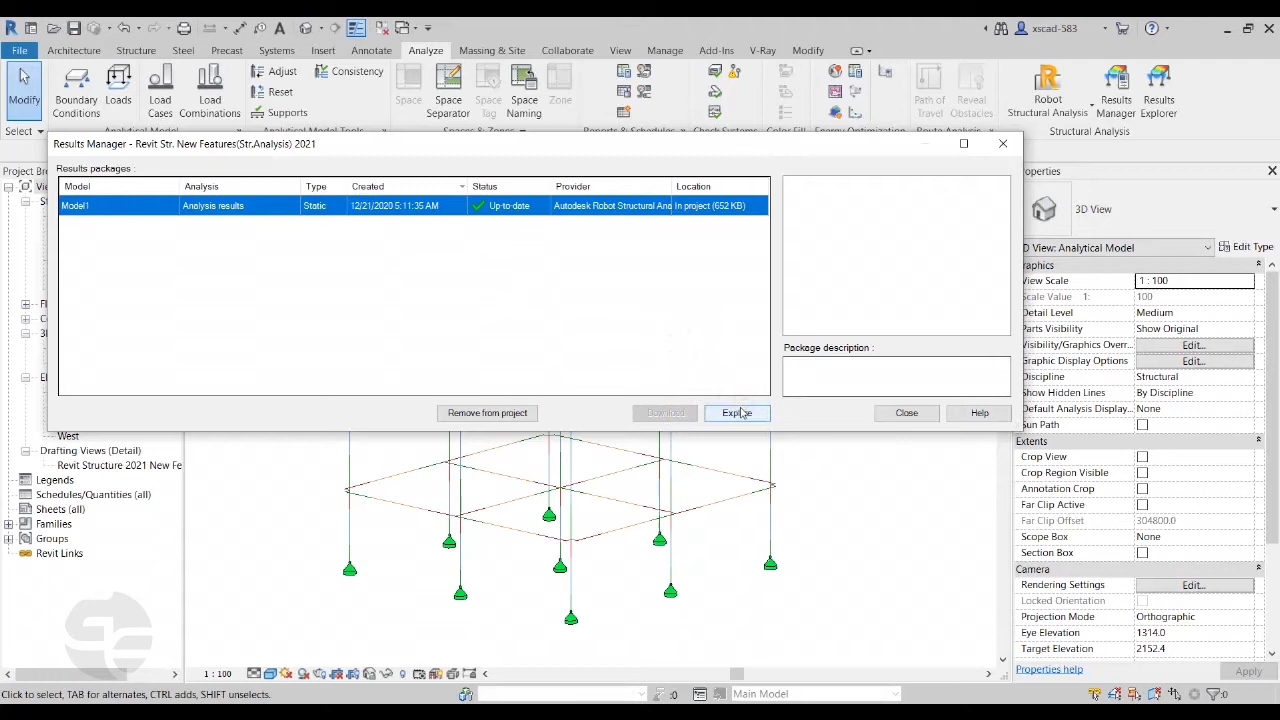 xscad-583
File Architecture Structure Steel Precast Systems Insert Annotate Analyze Massing & Site Collaborate View Manage Add-Ins V-Ray Modify
Modify
Boundary Conditions
Loads
Load Cases
Load Combinations
Adjust
Reset
Supports
Consistency
Space
Space Separator
Space Tag
Space Naming
Zone
Path of Travel
Reveal Obstacles
Robot Structural Analysis
Results Manager
Results Explorer
Select
Structural Analysis
Results Manager - Revit Str. New Features(Str.Analysis) 2021
Results packages :
Model Analysis Type Created Status Provider Location
Model1 Analysis results Static 12/21/2020 5:11:35 AM Up-to-date Autodesk Robot Structural Ana In project (652 KB)
Package description :
Remove from project Download Close Help
Project Br
West
Drafting Views (Detail)
Revit Structure 2021 New Fe
Legends
Schedules/Quantities (all)
Sheets (all)
Families
Groups
Revit Links
roperties
3D View
D View: Analytical Model Edit Type
raphics
View Scale 1 : 100
Scale Value 1: 100
Detail Level Medium
Parts Visibility Show Original
Visibility/Graphics Overr... Edit...
Graphic Display Options Edit...
Discipline Structural
Show Hidden Lines By Discipline
Default Analysis Display... None
Sun Path
Extents
Crop View
Crop Region Visible
Annotation Crop
Far Clip Active
Far Clip Offset 304800.0
Scope Box None
Section Box
Camera
Rendering Settings Edit...
Locked Orientation
Projection Mode Orthographic
Eye Elevation 1314.0
Target Elevation 2152.4
Properties help Apply
1 : 100
Click to select, TAB for alternates, CTRL adds, SHIFT unselects. :0 Main Model :0